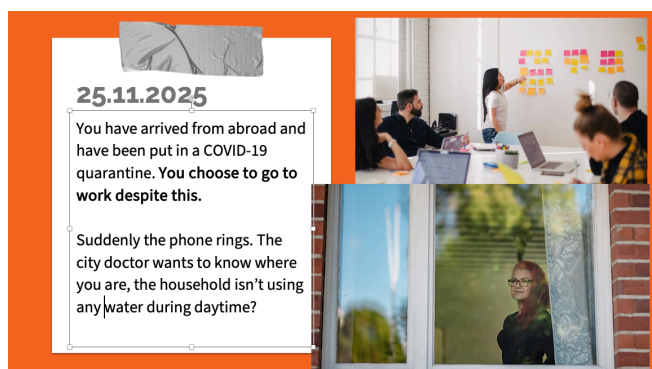 25.11.2025
You have arrived from abroad and
have been put in a COVID-19
quarantine. You choose to go to
work despite this.
Suddenly the phone rings. The
city doctor wants to know where
you are, the household isn’t using
any water during daytime?